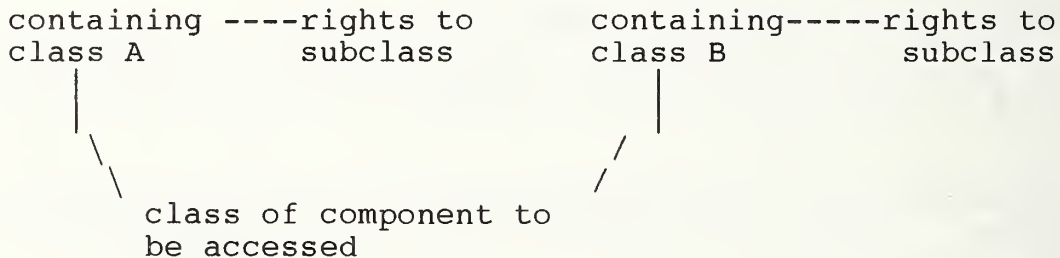 containing ----rights to containing-----rights to
class A subclass class B subclass
class of component to
be accessed